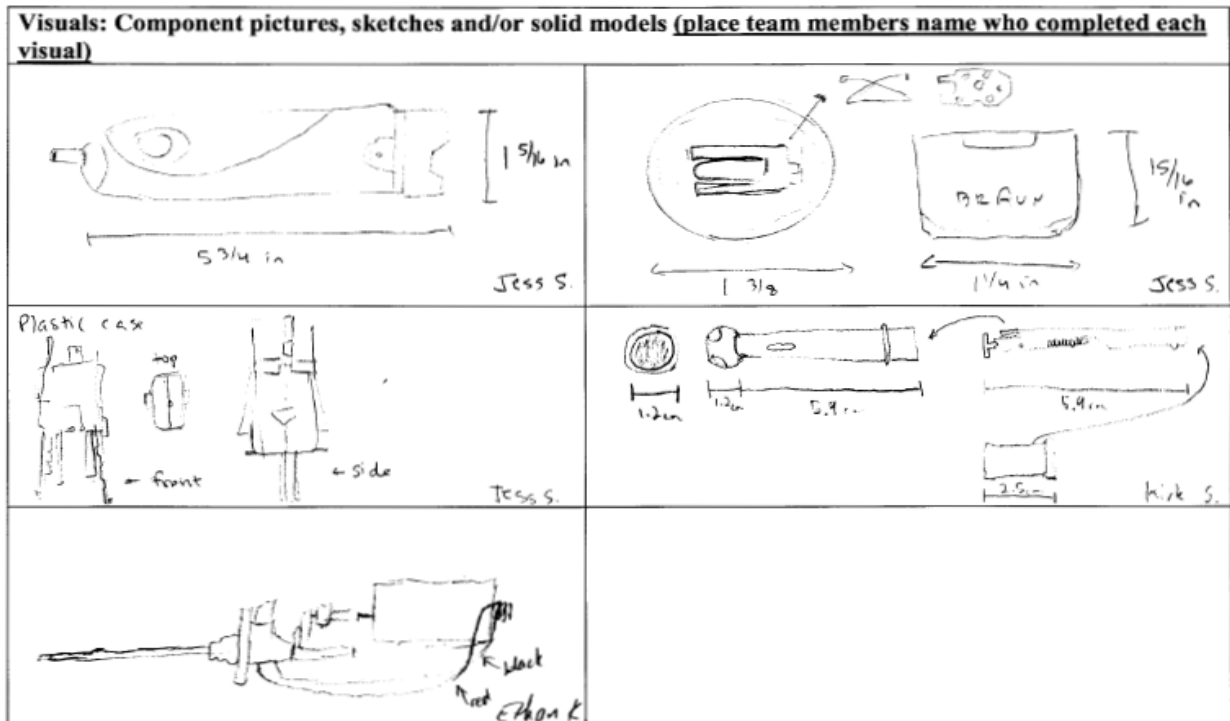 Visuals: Component pictures, sketches and/or solid models (place team members name who completed each
visual)
1 5/16 in
5 3/4 in
Jess S.
BRAUN
15/16
in
1 3/8
1 1/4 in
Jess S.
Plastic case
top
← front
← side
Jess S.
1.2cm
1.2cm
5.9cm
5.9cm
2.5cm
Kirk S.
black
red
Ethan K